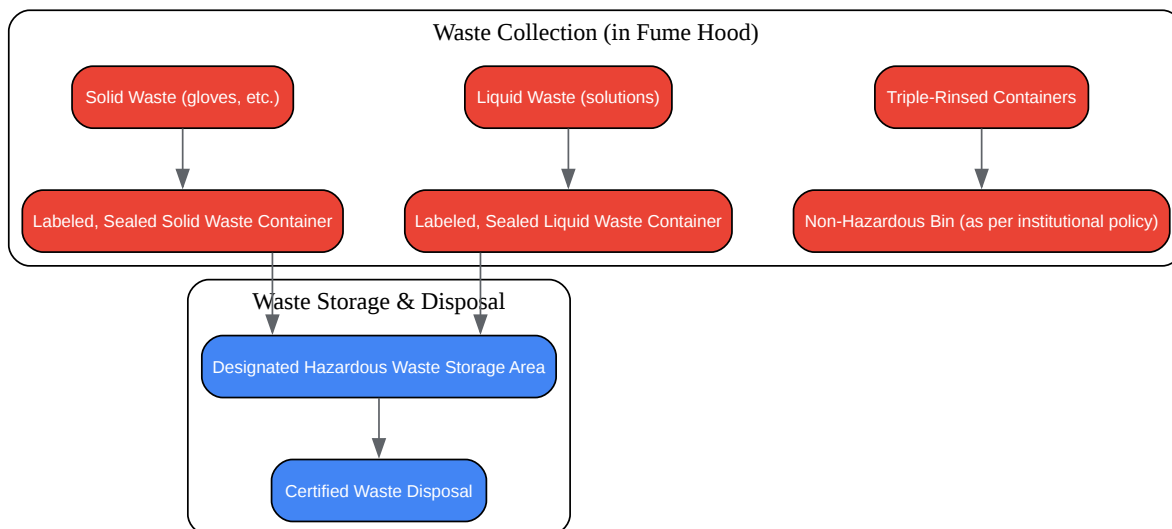 Waste Collection (in Fume Hood)
Solid Waste (gloves, etc.)
Liquid Waste (solutions)
Triple-Rinsed Containers
Labeled, Sealed Solid Waste Container
Labeled, Sealed Liquid Waste Container
Non-Hazardous Bin (as per institutional policy)
Waste Storage & Disposal
Designated Hazardous Waste Storage Area
Certified Waste Disposal